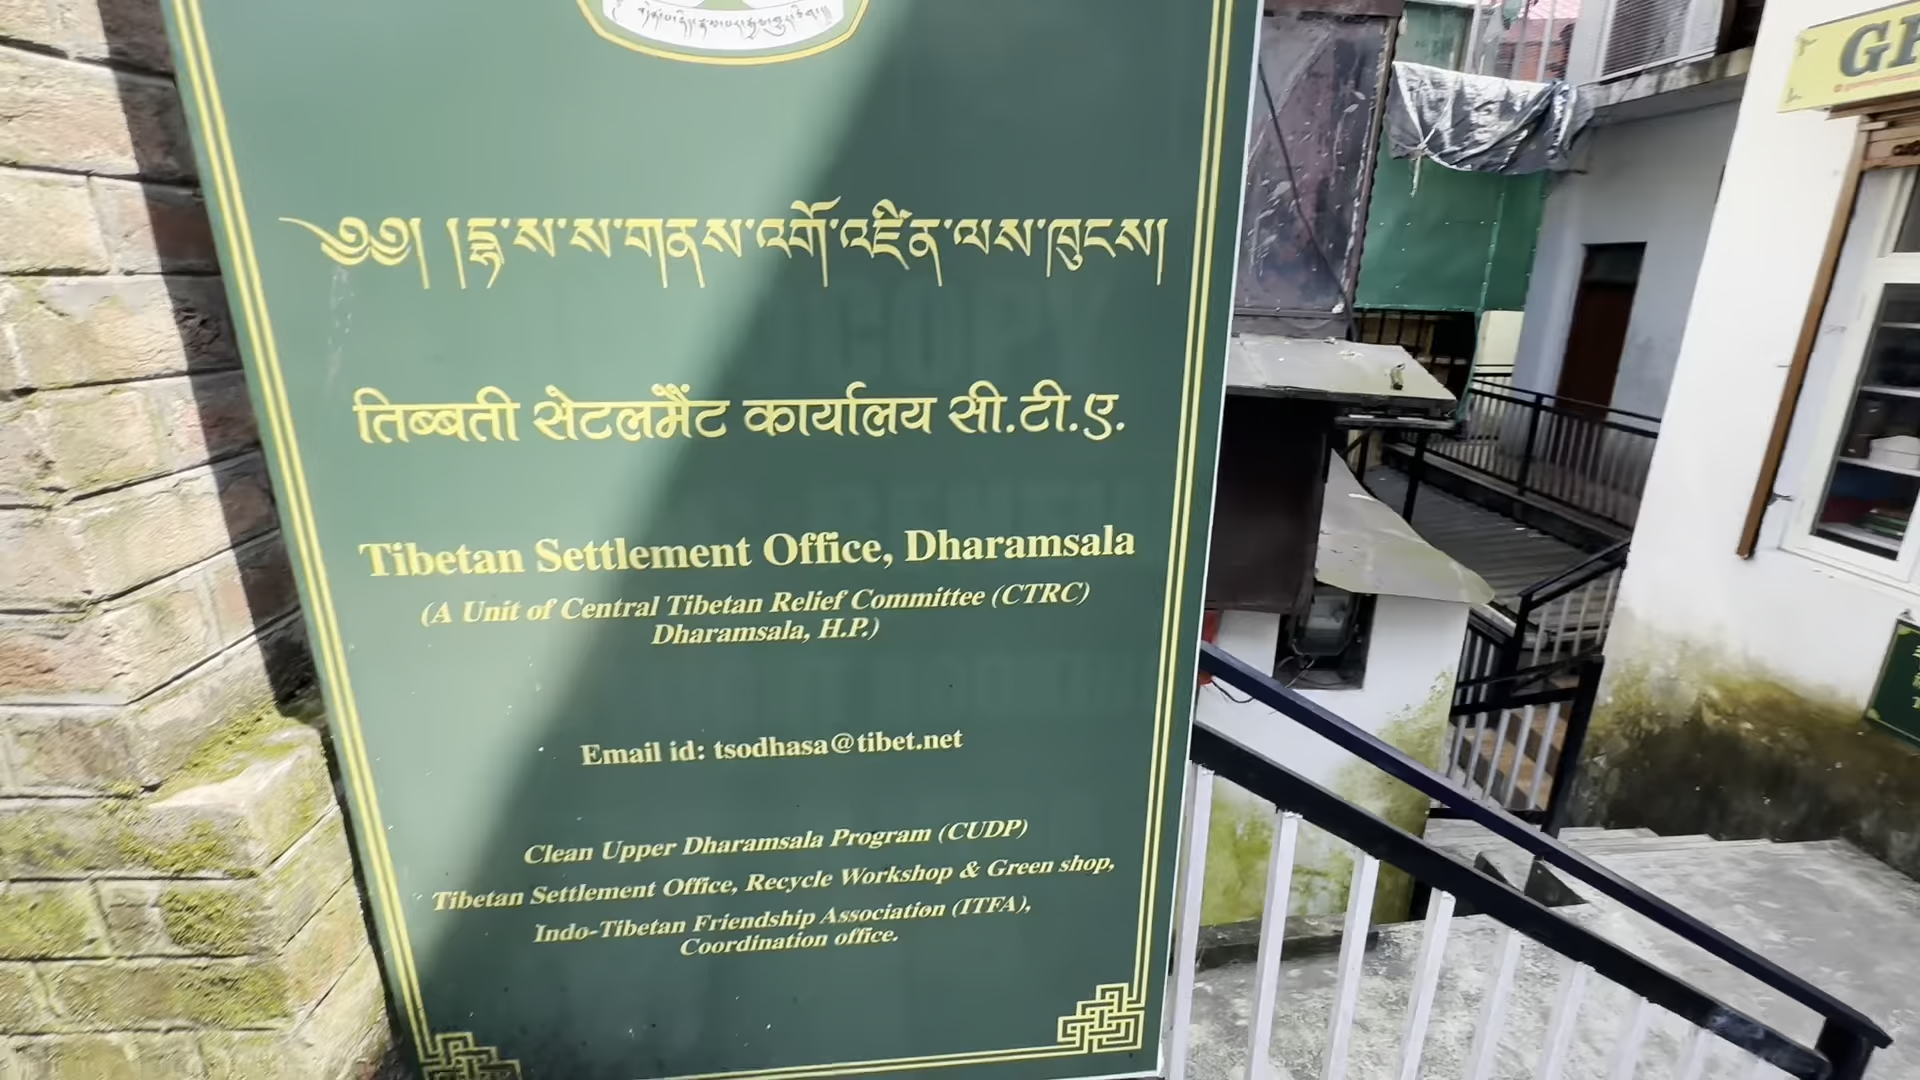 ༄༅། །རྡ་ས་ས་གནས་འགོ་འཛིན་ལས་ཁུངས།
तिब्बती सेटलमैंट कार्यालय सी.टी.ए.
Tibetan Settlement Office, Dharamsala
(A Unit of Central Tibetan Relief Committee (CTRC)
Dharamsala, H.P.)
Email id: tsodhasa@tibet.net
Clean Upper Dharamsala Program (CUDP)
Tibetan Settlement Office, Recycle Workshop & Green shop,
Indo-Tibetan Friendship Association (ITFA),
Coordination office.